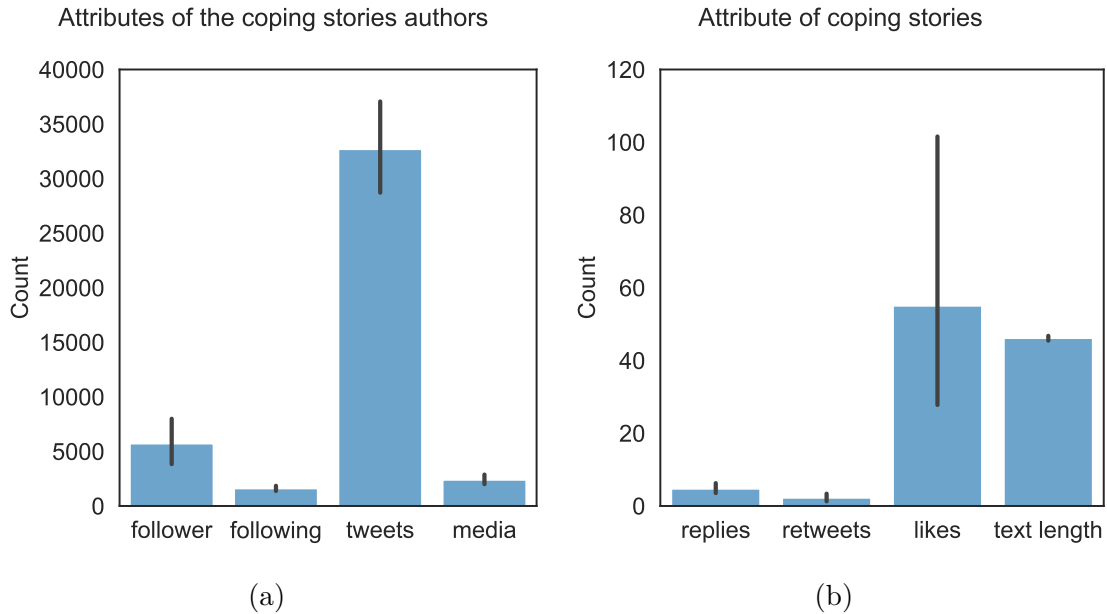 Attributes of the coping stories authors
40000
35000
30000
25000
20000
15000
10000
5000
0
Count
follower following tweets media
(a)
Attribute of coping stories
120
100
80
60
40
20
0
Count
replies retweets likes text length
(b)